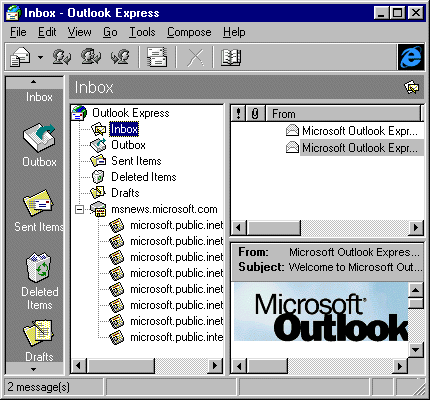 Inbox - Outlook Express
File Edit View Go Tools Compose Help
Inbox
Inbox
Outbox
Sent Items
Deleted Items
Drafts
Outlook Express
Inbox
Outbox
Sent Items
Deleted Items
Drafts
msnews.microsoft.com
microsoft.public.inet
microsoft.public.inet
microsoft.public.inet
microsoft.public.inet
microsoft.public.inet
microsoft.public.inet
microsoft.public.inet
microsoft.public.inte
! From
Microsoft Outlook Expr...
Microsoft Outlook Expr...
From: Microsoft Outlook Expres...
Subject: Welcome to Microsoft Out...
Microsoft®
Outlook
2 message(s)